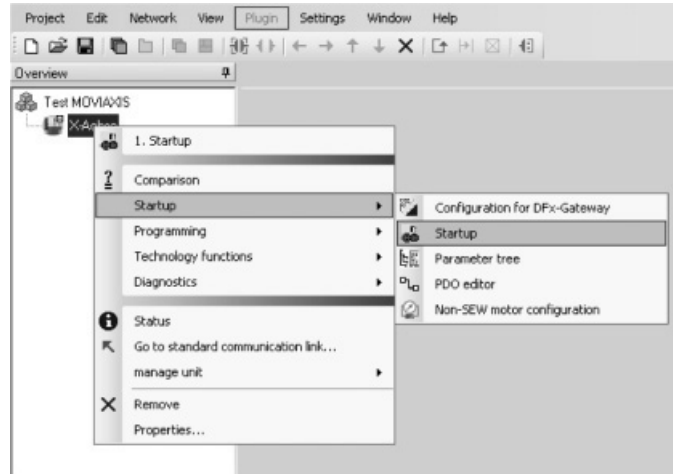 Project Edit Network View Plugin Settings Window Help
Overview
Test MOVIAXIS
1. Startup
Comparison
Startup
Programming
Technology functions
Diagnostics
Status
Go to standard communication link...
manage unit
Remove
Properties...
Configuration for DFx-Gateway
Startup
Parameter tree
PDO editor
Non-SEW motor configuration